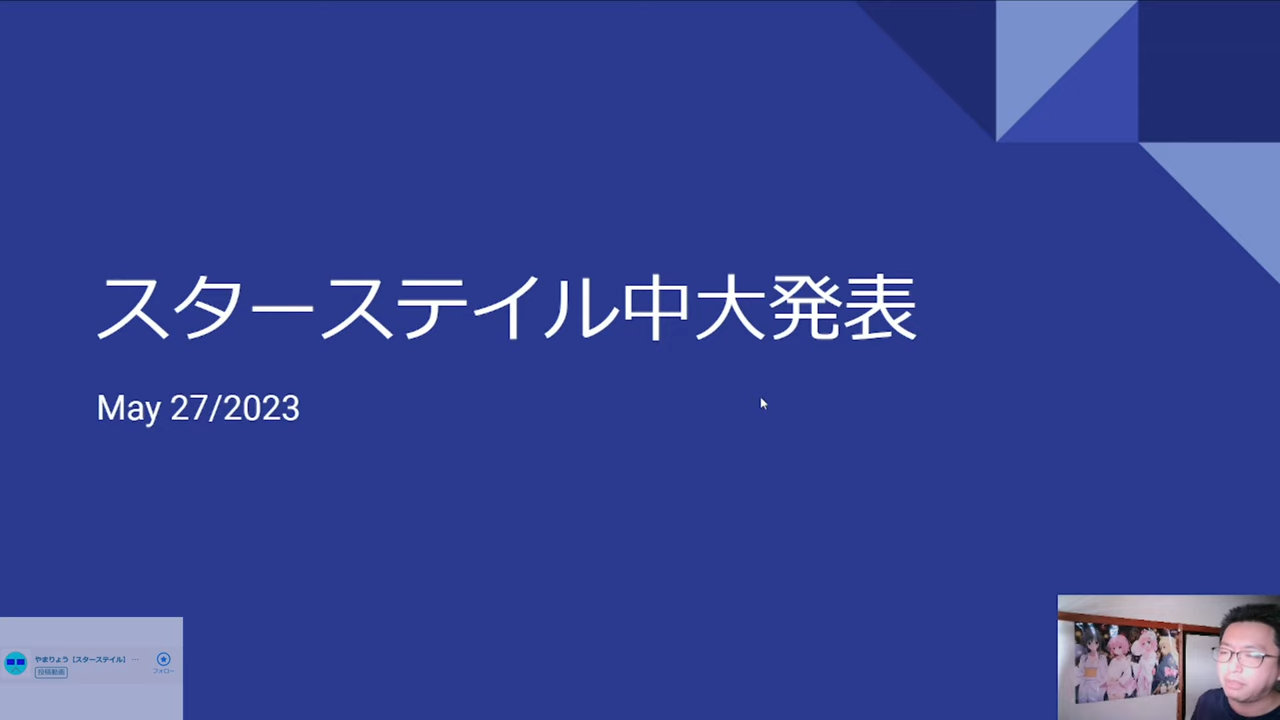 スターステイル中大発表
May 27/2023
やまりょう【スターステイル】 …
投稿動画
フォロー